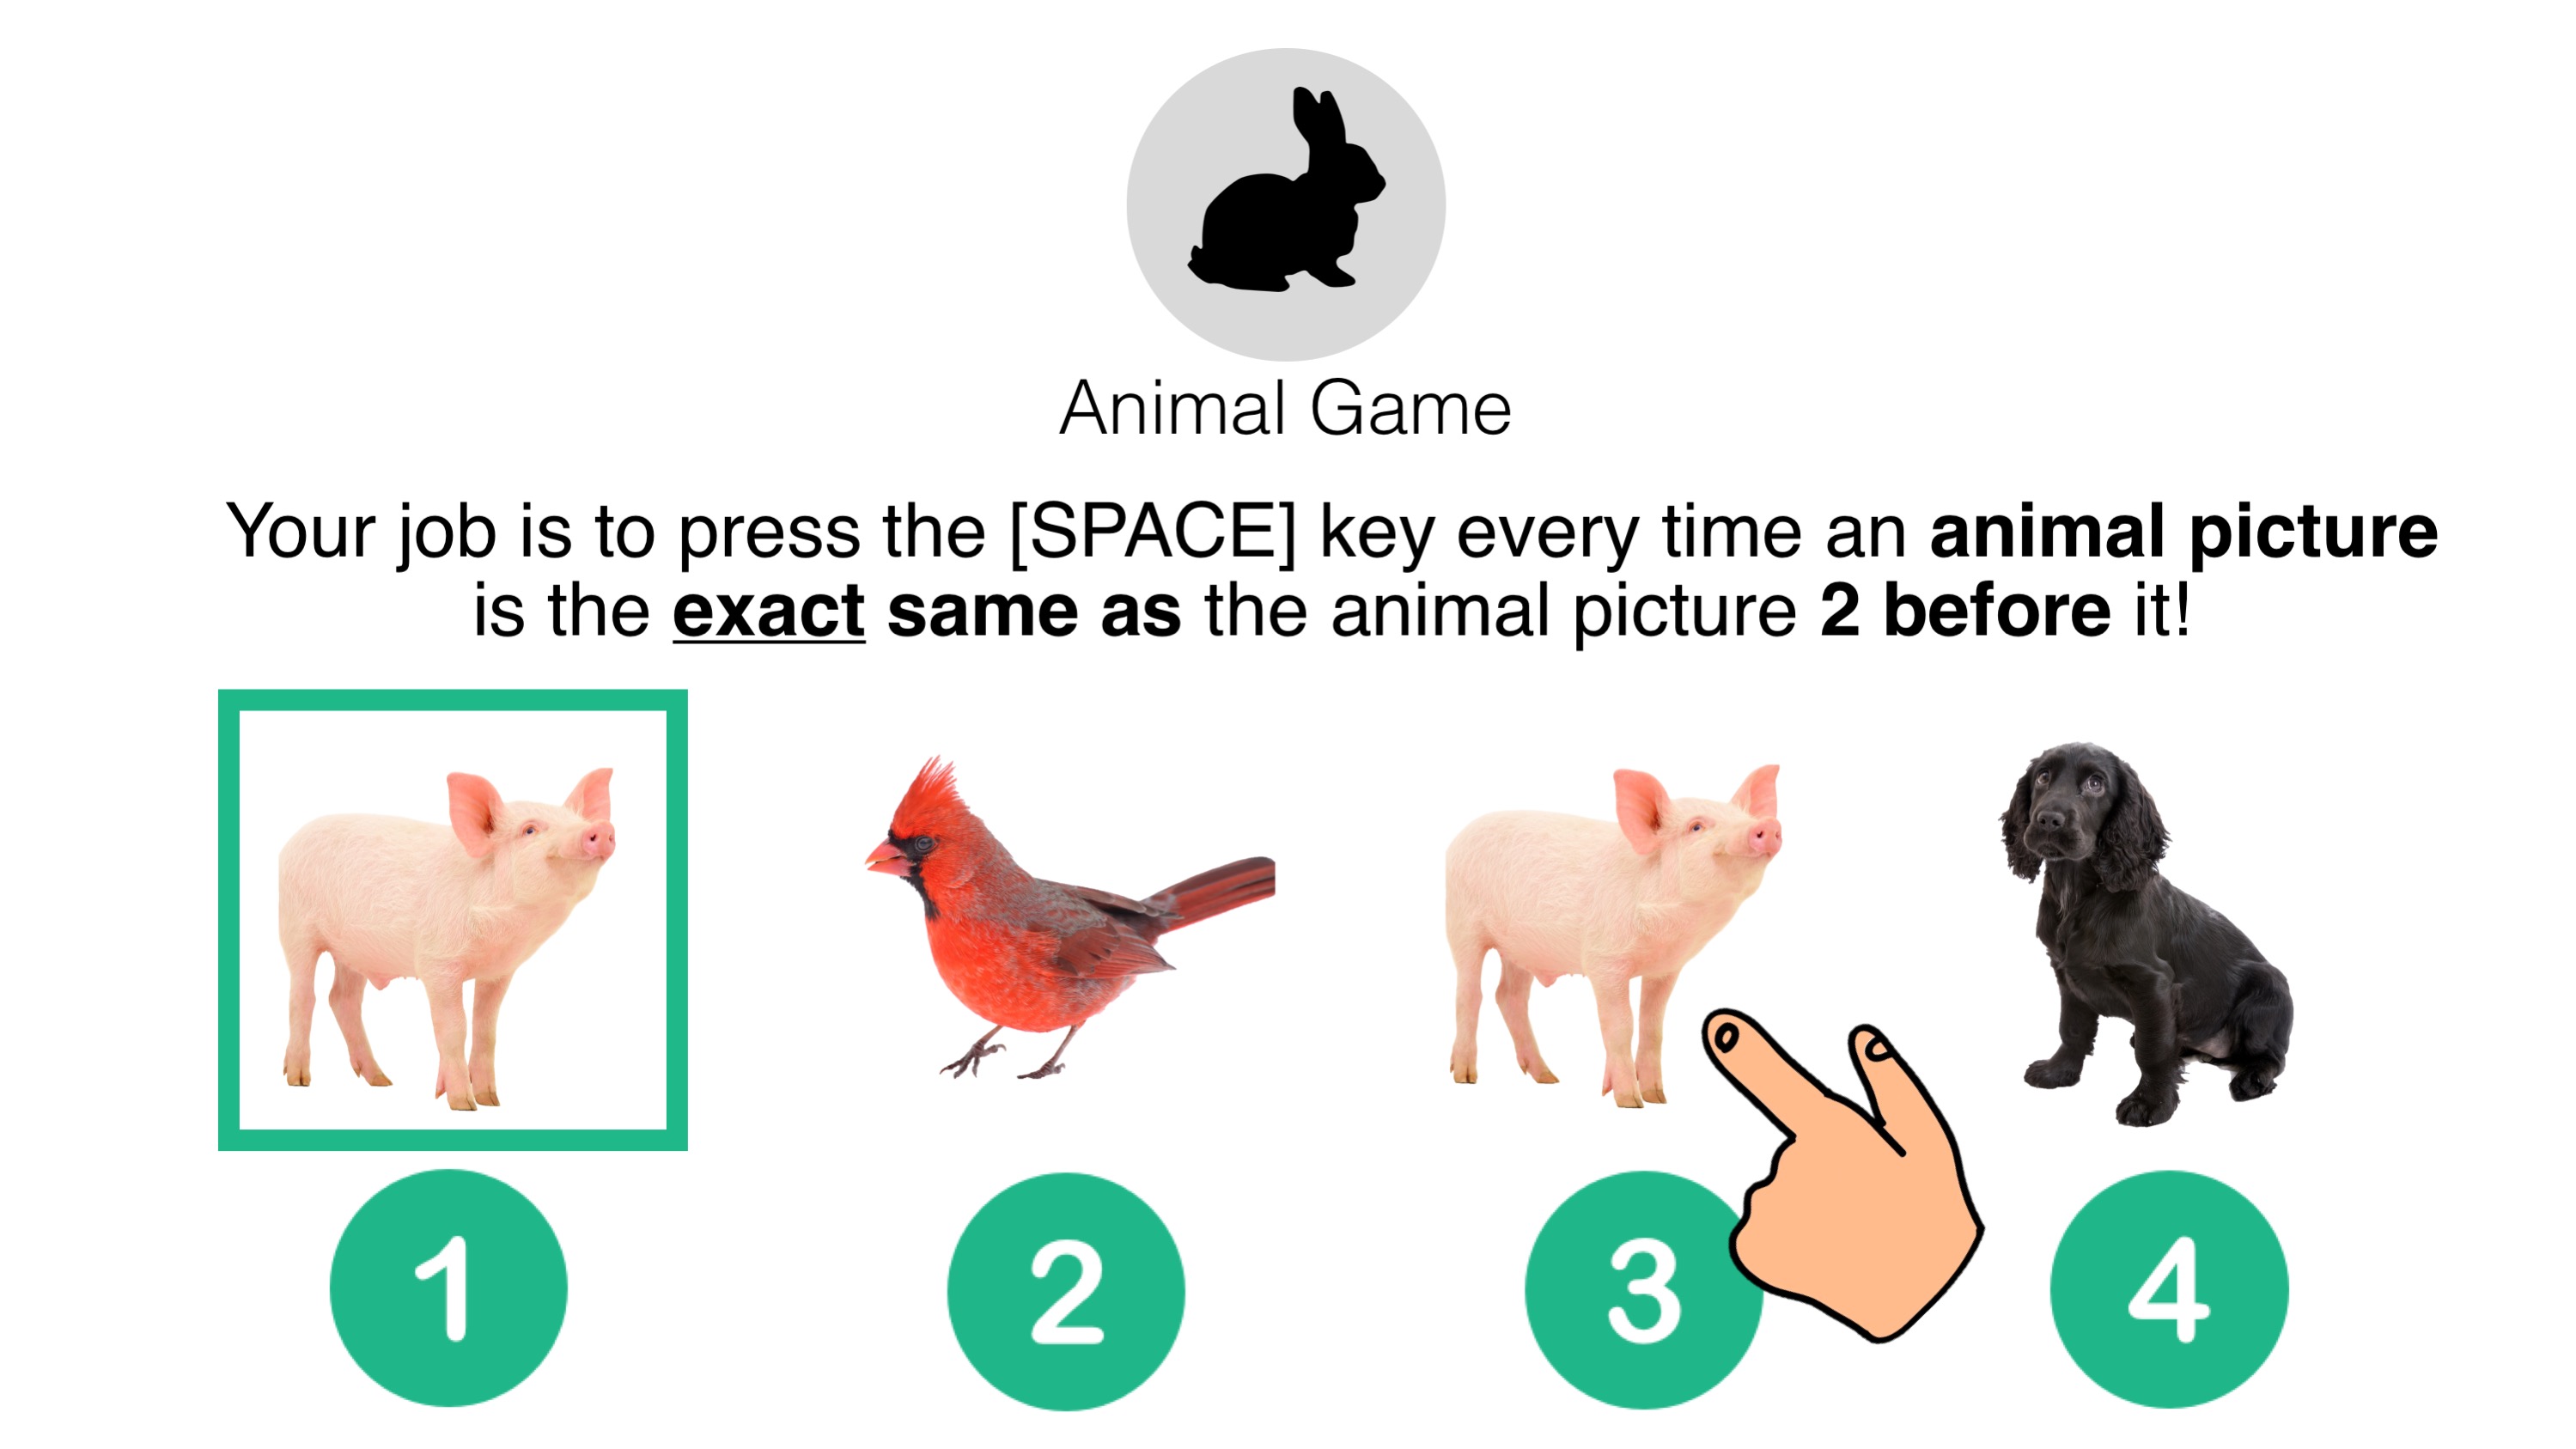 Animal Game
Your job is to press the [SPACE] key every time an animal picture
is the exact same as the animal picture 2 before it!
1 2 3 4